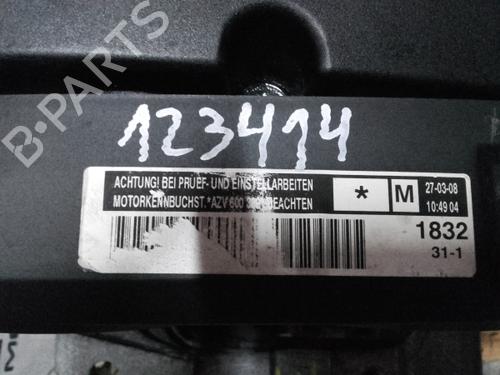 B-PARTS
123414
ACHTUNG! BEI PRUEF- UND EINSTELLARBEITEN
MOTORKENNBUCHST.*AZV 600 BEACHTEN
*
M
27-03-08
10:49 04
1832
31-1